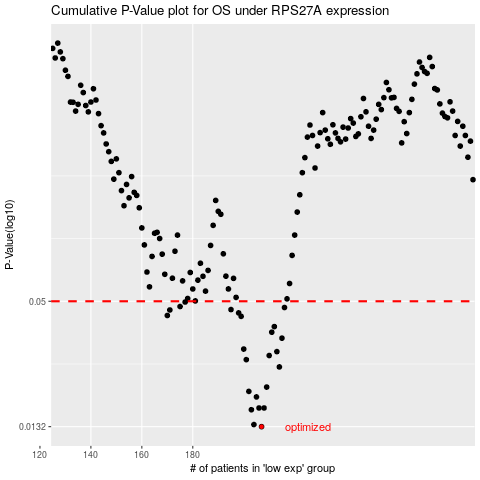 Cumulative P-Value plot for OS under RPS27A expression
P-Value(log10)
0.05
optimized
0.0132
120 140 160 180
# of patients in 'low exp' group